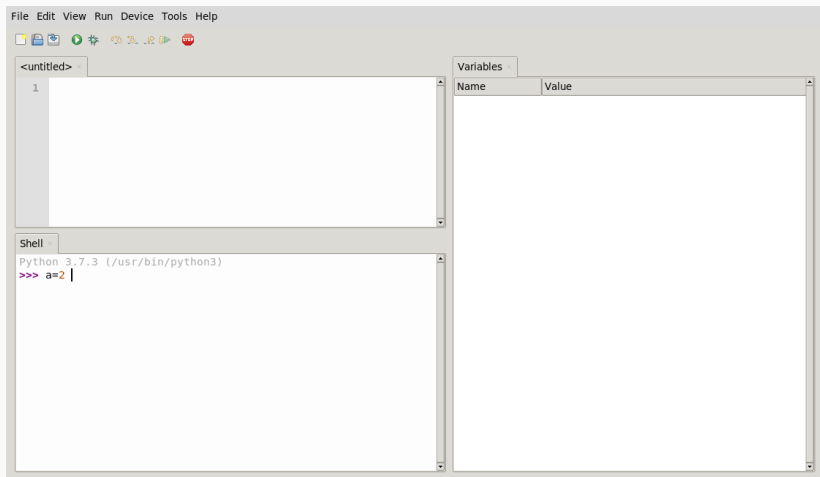 File Edit View Run Device Tools Help
STOP
<untitled>
1
Variables
Name Value
Shell
Python 3.7.3 (/usr/bin/python3)
>>> a=2